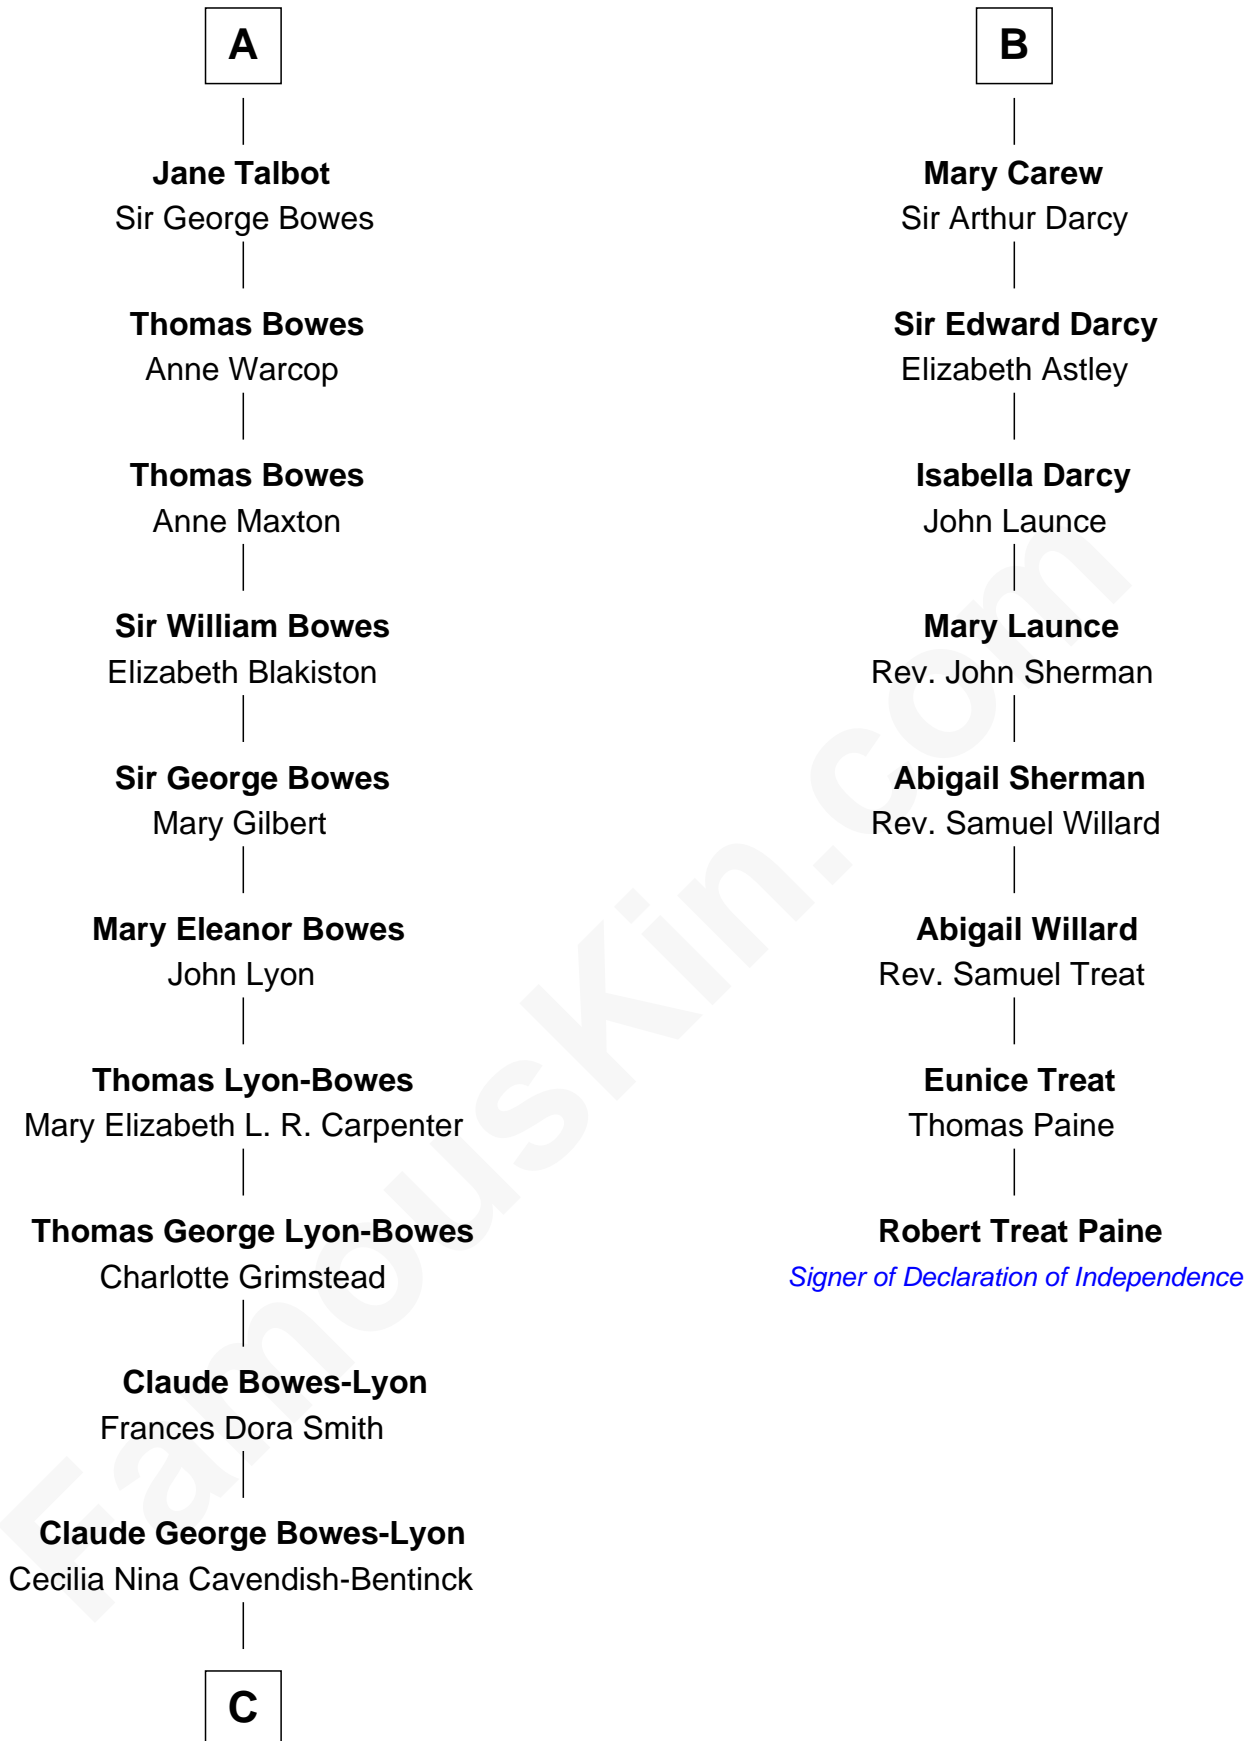 A
Jane Talbot
Sir George Bowes
Thomas Bowes
Anne Warcop
Thomas Bowes
Anne Maxton
Sir William Bowes
Elizabeth Blakiston
Sir George Bowes
Mary Gilbert
Mary Eleanor Bowes
John Lyon
Thomas Lyon-Bowes
Mary Elizabeth L. R. Carpenter
Thomas George Lyon-Bowes
Charlotte Grimstead
Claude Bowes-Lyon
Frances Dora Smith
Claude George Bowes-Lyon
Cecilia Nina Cavendish-Bentinck
C
B
Mary Carew
Sir Arthur Darcy
Sir Edward Darcy
Elizabeth Astley
Isabella Darcy
John Launce
Mary Launce
Rev. John Sherman
Abigail Sherman
Rev. Samuel Willard
Abigail Willard
Rev. Samuel Treat
Eunice Treat
Thomas Paine
Robert Treat Paine
Signer of Declaration of Independence
FamousKin.com